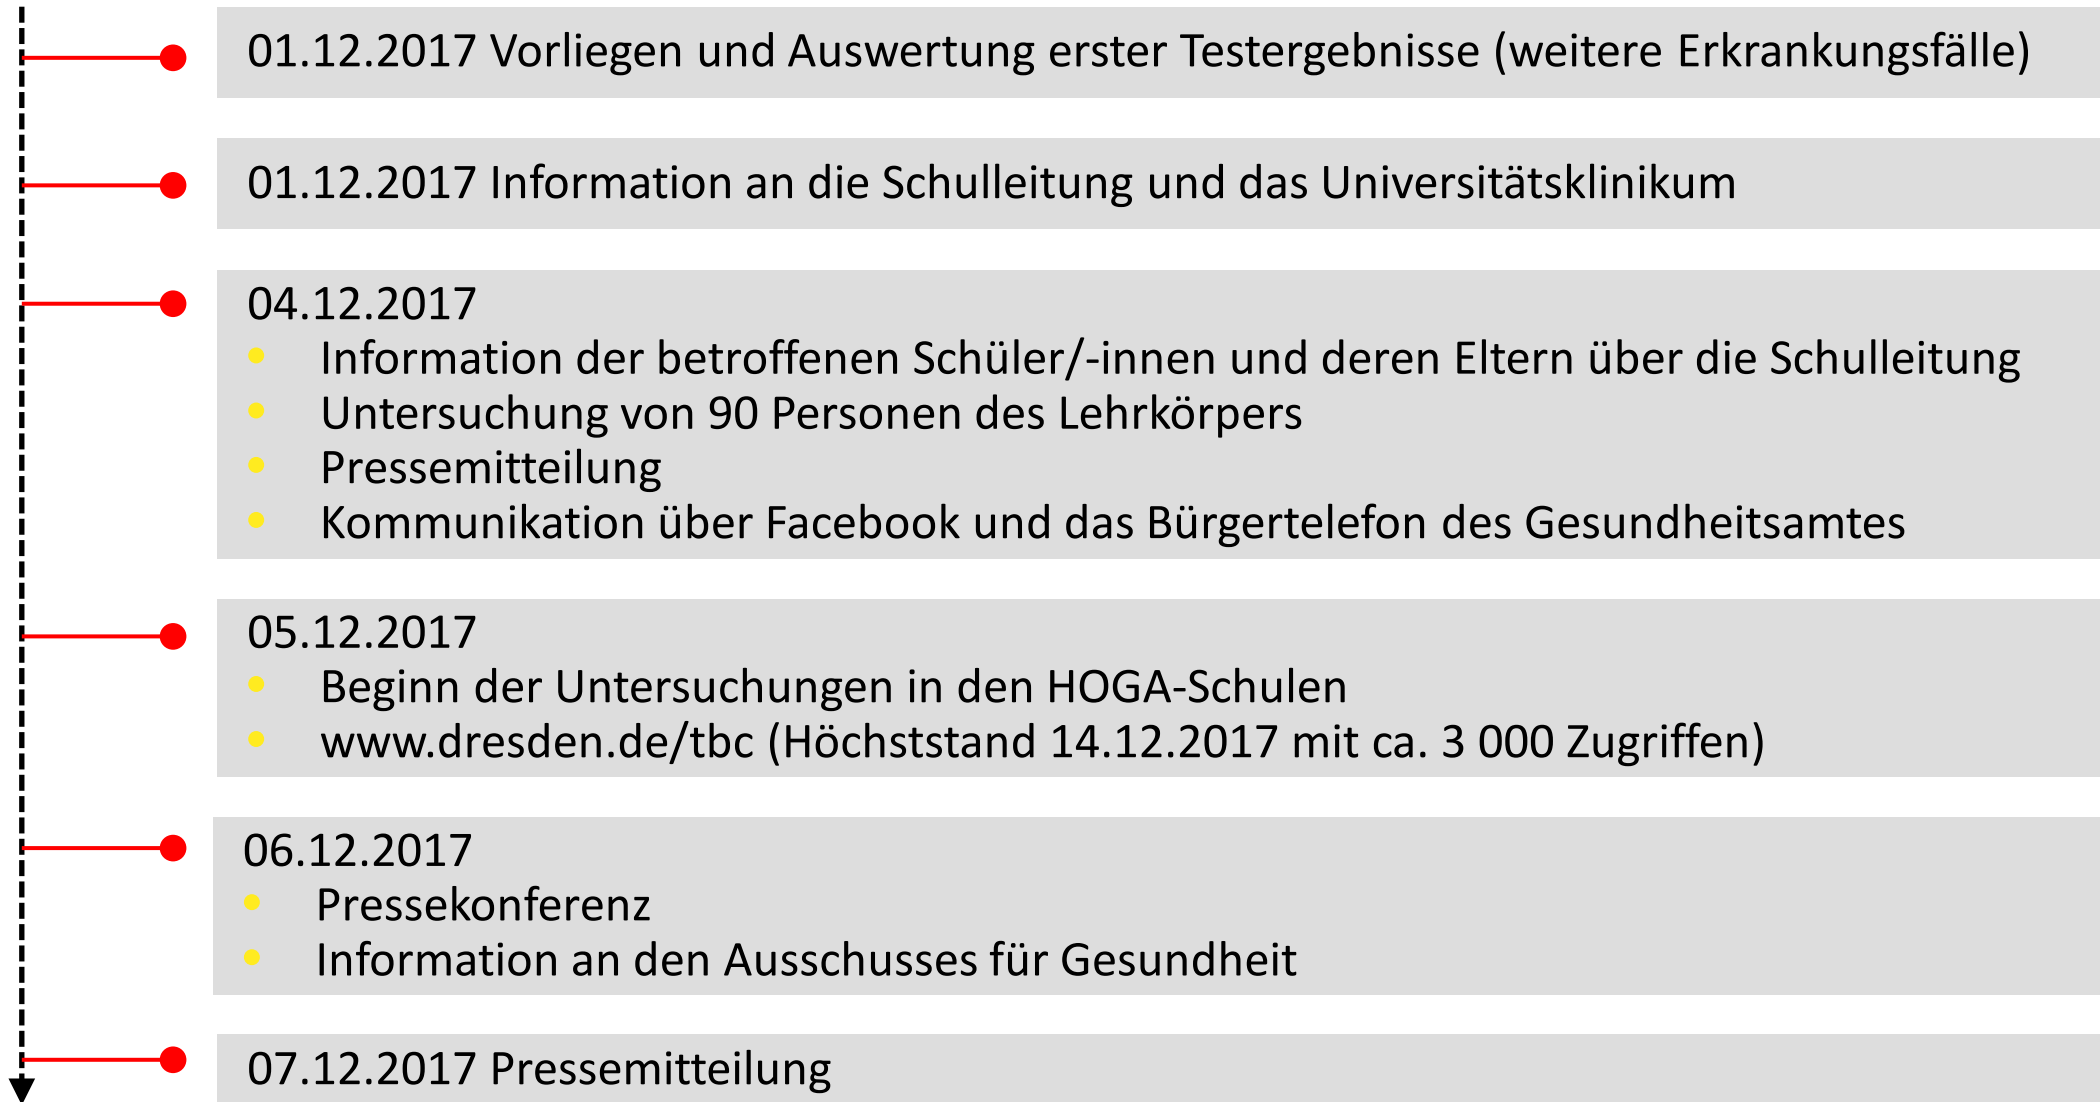 01.12.2017 Vorliegen und Auswertung erster Testergebnisse (weitere Erkrankungsfälle)
01.12.2017 Information an die Schulleitung und das Universitätsklinikum
04.12.2017
• Information der betroffenen Schüler/-innen und deren Eltern über die Schulleitung
• Untersuchung von 90 Personen des Lehrkörpers
• Pressemitteilung
• Kommunikation über Facebook und das Bürgertelefon des Gesundheitsamtes
05.12.2017
• Beginn der Untersuchungen in den HOGA-Schulen
• www.dresden.de/tbc (Höchststand 14.12.2017 mit ca. 3 000 Zugriffen)
06.12.2017
• Pressekonferenz
• Information an den Ausschusses für Gesundheit
07.12.2017 Pressemitteilung